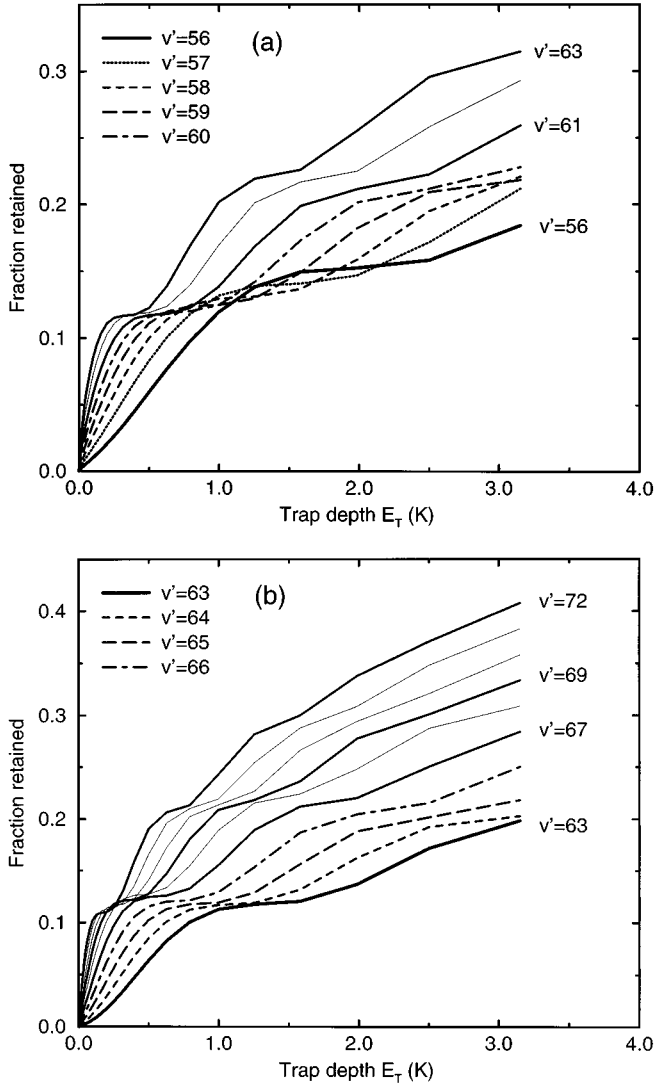 (a)
v'=56
v'=57
v'=58
v'=59
v'=60
v'=63
v'=61
v'=56
Fraction retained
0.3
0.2
0.1
0.0
0.0 1.0 2.0 3.0 4.0
Trap depth E_T (K)
(b)
v'=63
v'=64
v'=65
v'=66
v'=72
v'=69
v'=67
v'=63
Fraction retained
0.4
0.3
0.2
0.1
0.0
0.0 1.0 2.0 3.0 4.0
Trap depth E_T (K)